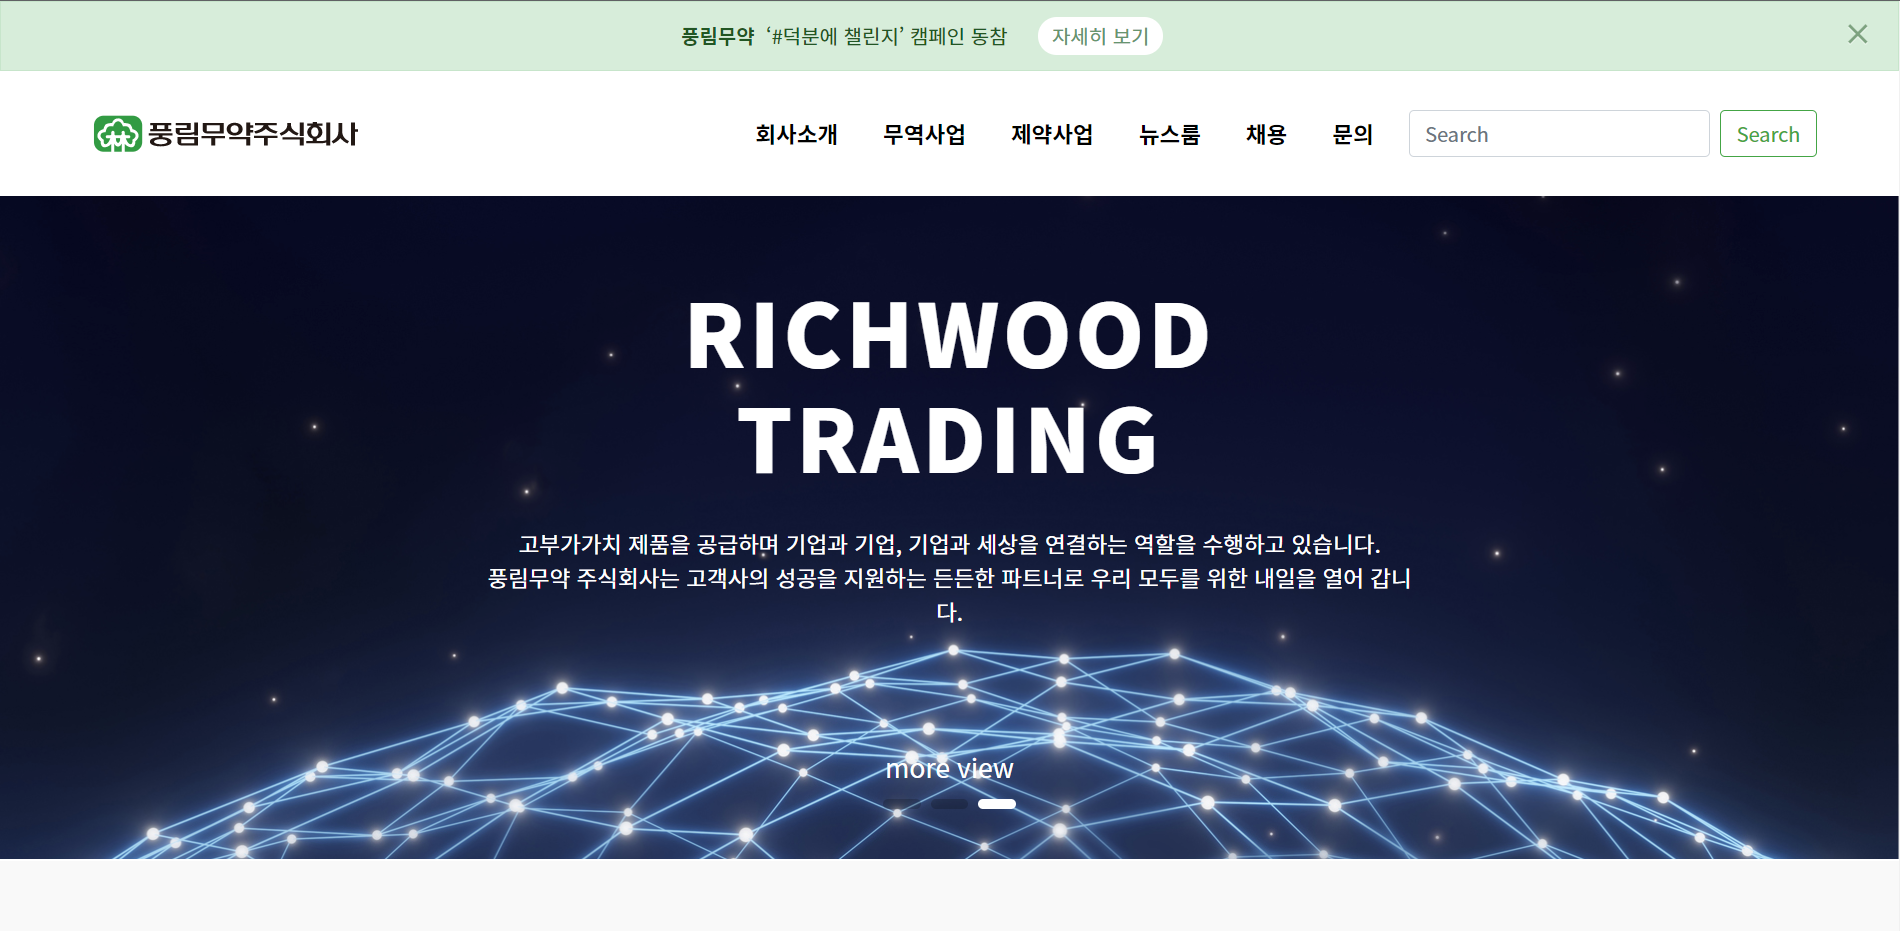 풍림무약 ‘#덕분에 챌린지’ 캠페인 동참 자세히 보기
풍림무약주식회사 회사소개 무역사업 제약사업 뉴스룸 채용 문의 Search Search
RICHWOOD
TRADING
고부가가치 제품을 공급하며 기업과 기업, 기업과 세상을 연결하는 역할을 수행하고 있습니다.
풍림무약 주식회사는 고객사의 성공을 지원하는 든든한 파트너로 우리 모두를 위한 내일을 열어 갑니
다.
more view